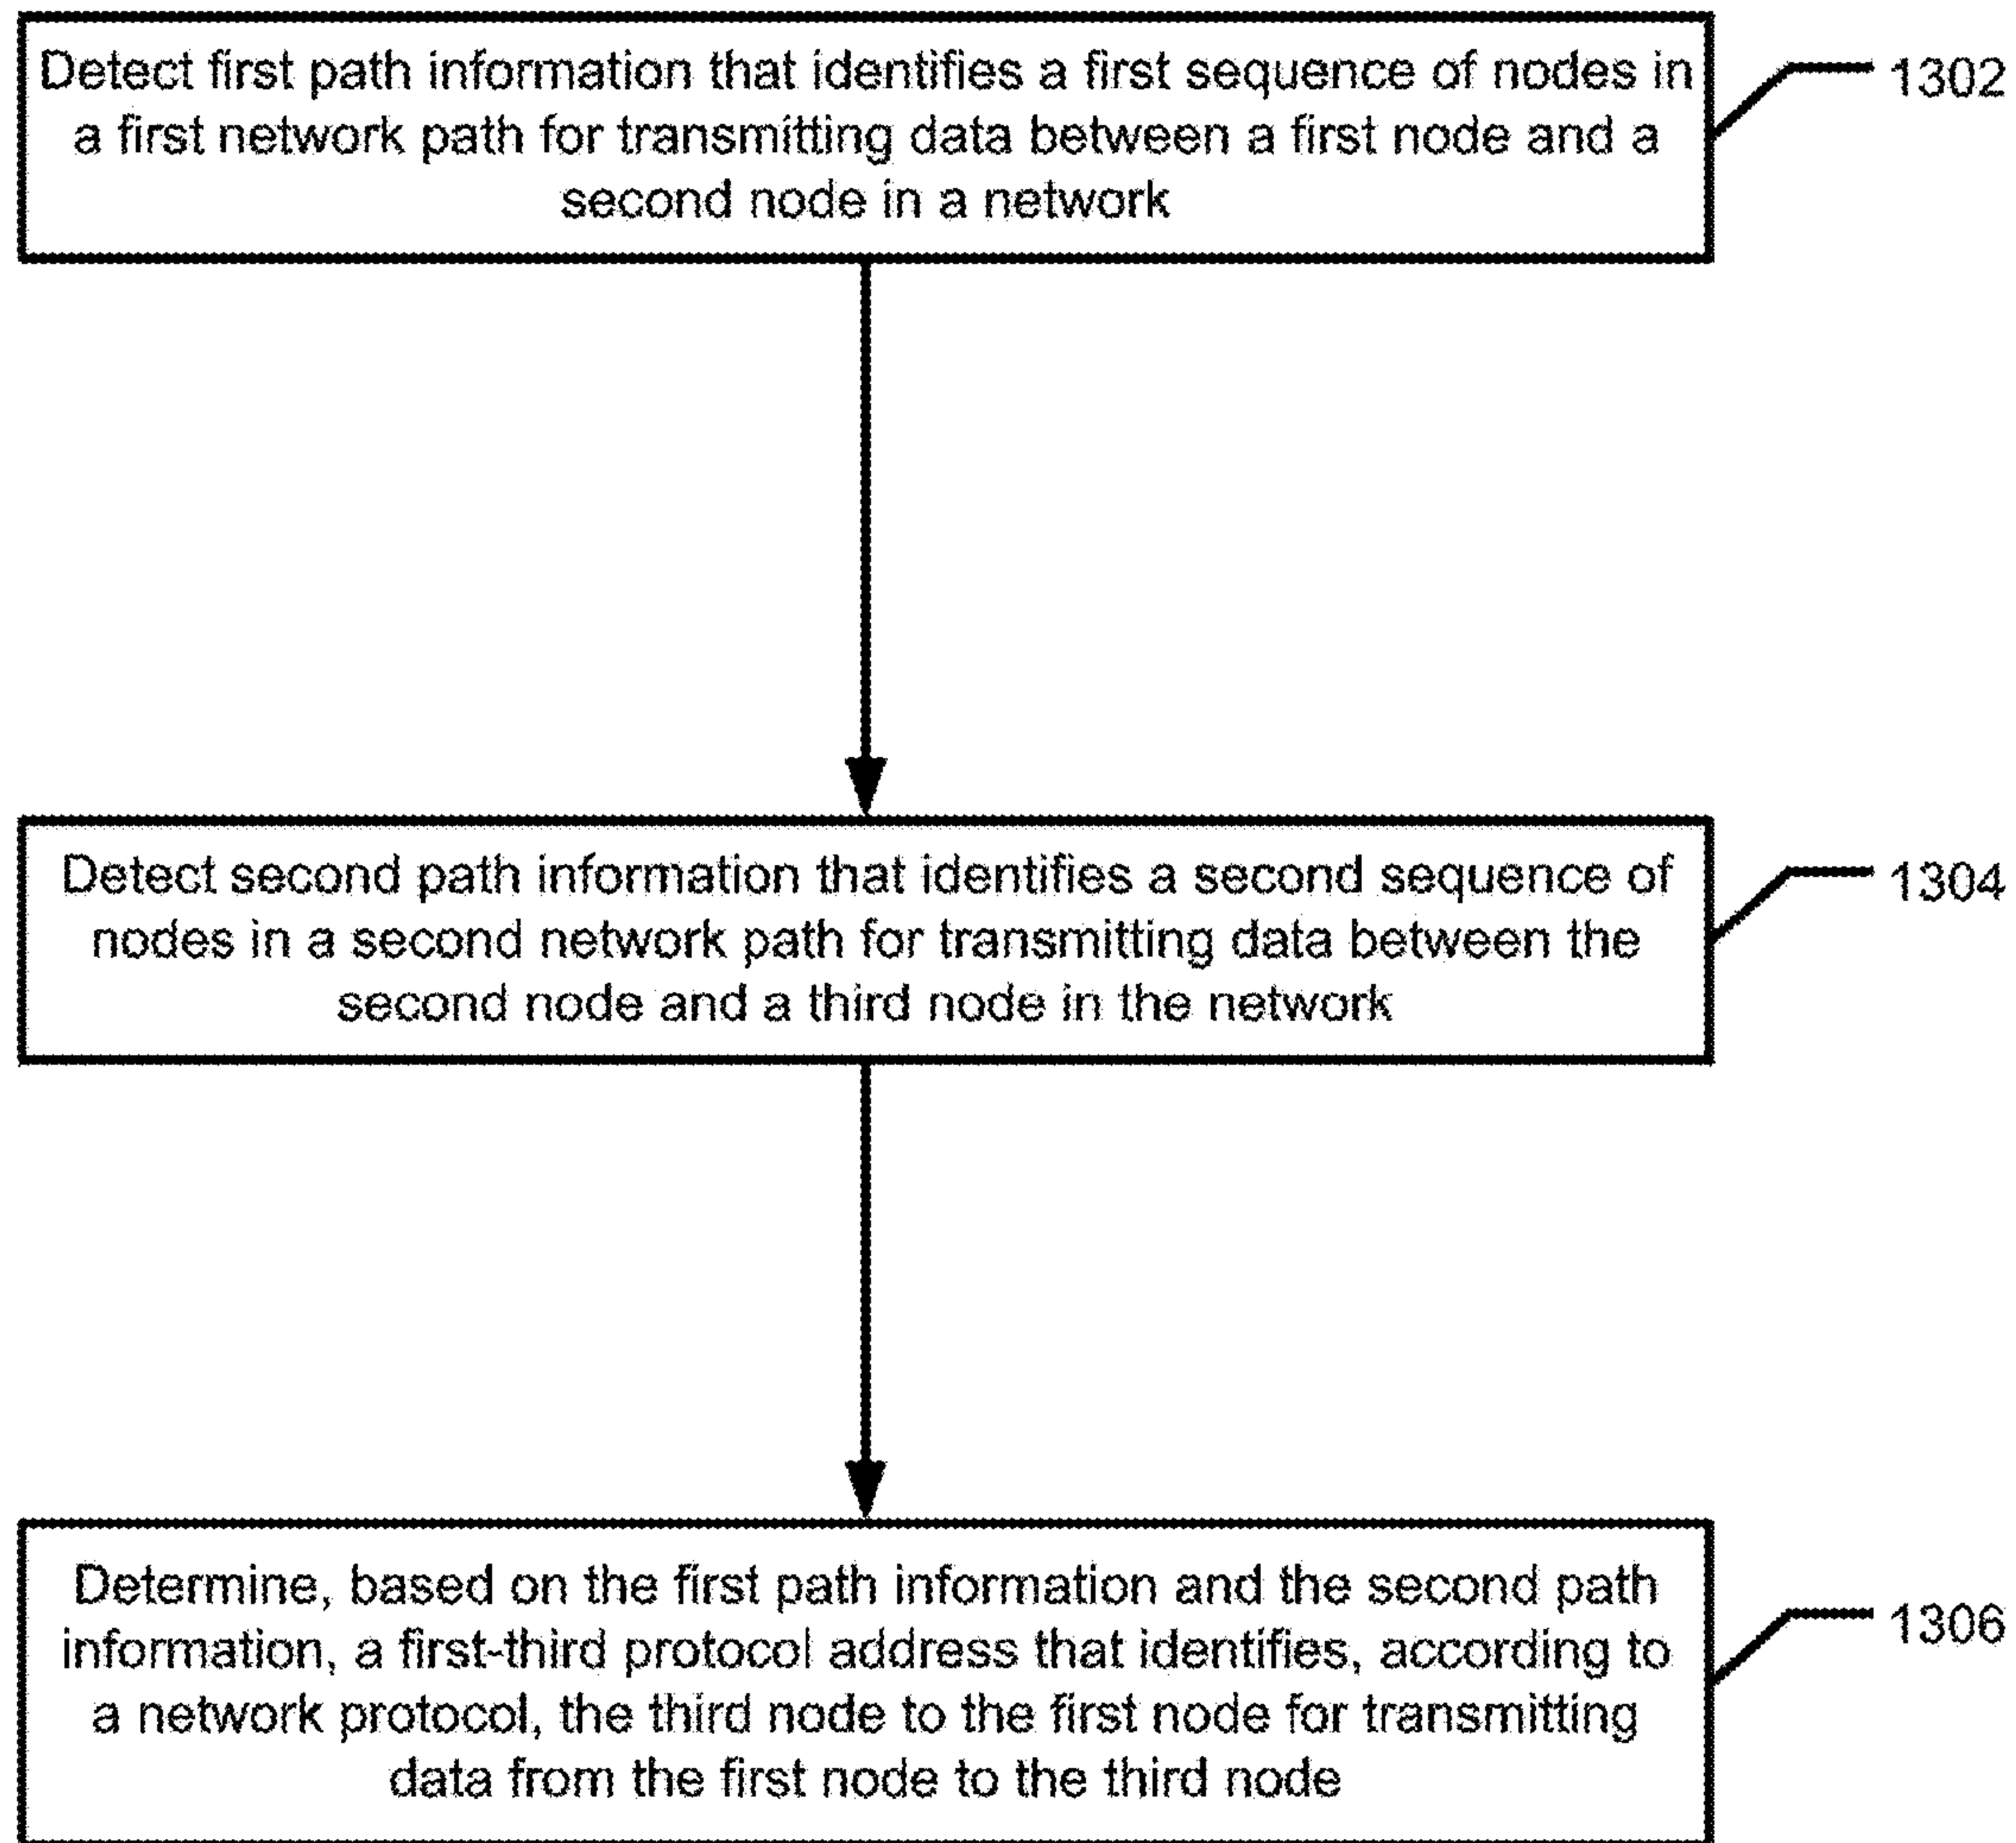 Detect first path information that identifies a first sequence of nodes in
a first network path for transmitting data between a first node and a
second node in a network
1302
Detect second path information that identifies a second sequence of
nodes in a second network path for transmitting data between the
second node and a third node in the network
1304
Determine, based on the first path information and the second path
information, a first-third protocol address that identifies, according to
a network protocol, the third node to the first node for transmitting
data from the first node to the third node
1306